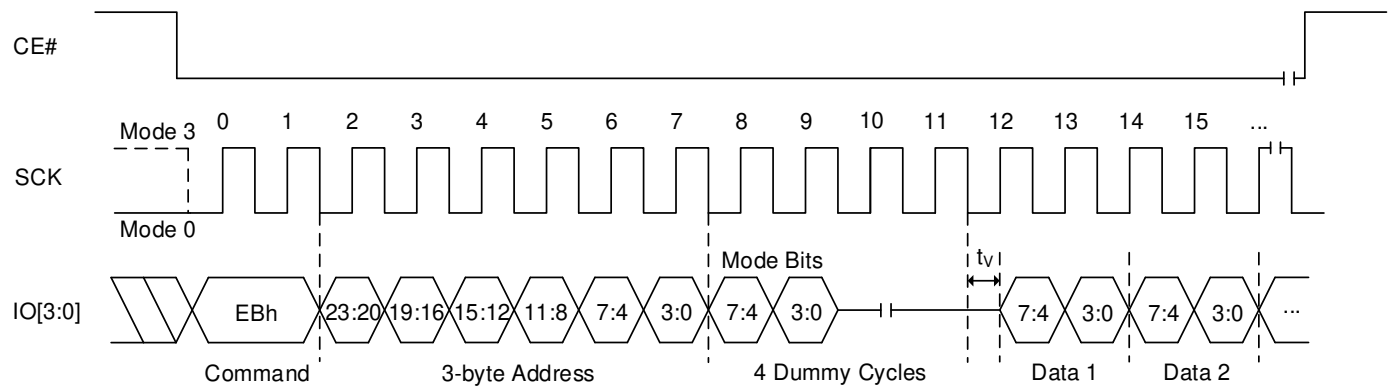 CE#
0 1 2 3 4 5 6 7 8 9 10 11 12 13 14 15 ...
Mode 3
SCK
Mode 0
Mode Bits tV
IO[3:0] EBh 23:20 19:16 15:12 11:8 7:4 3:0 7:4 3:0 7:4 3:0 7:4 3:0 ...
Command 3-byte Address 4 Dummy Cycles Data 1 Data 2